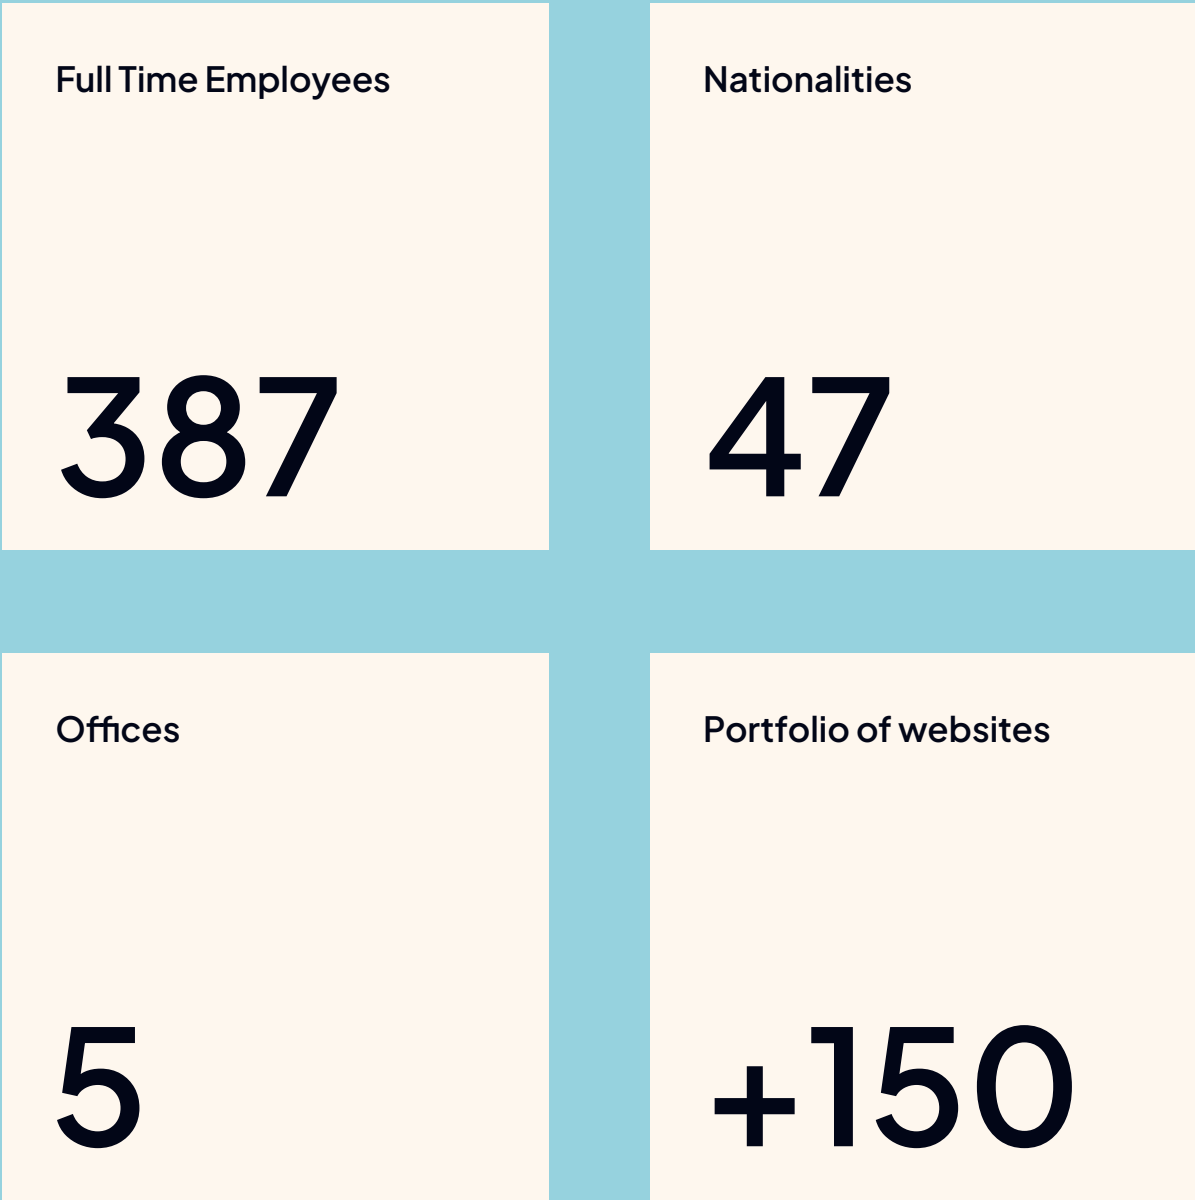 Full Time Employees
387
Nationalities
47
Offices
5
Portfolio of websites
+150